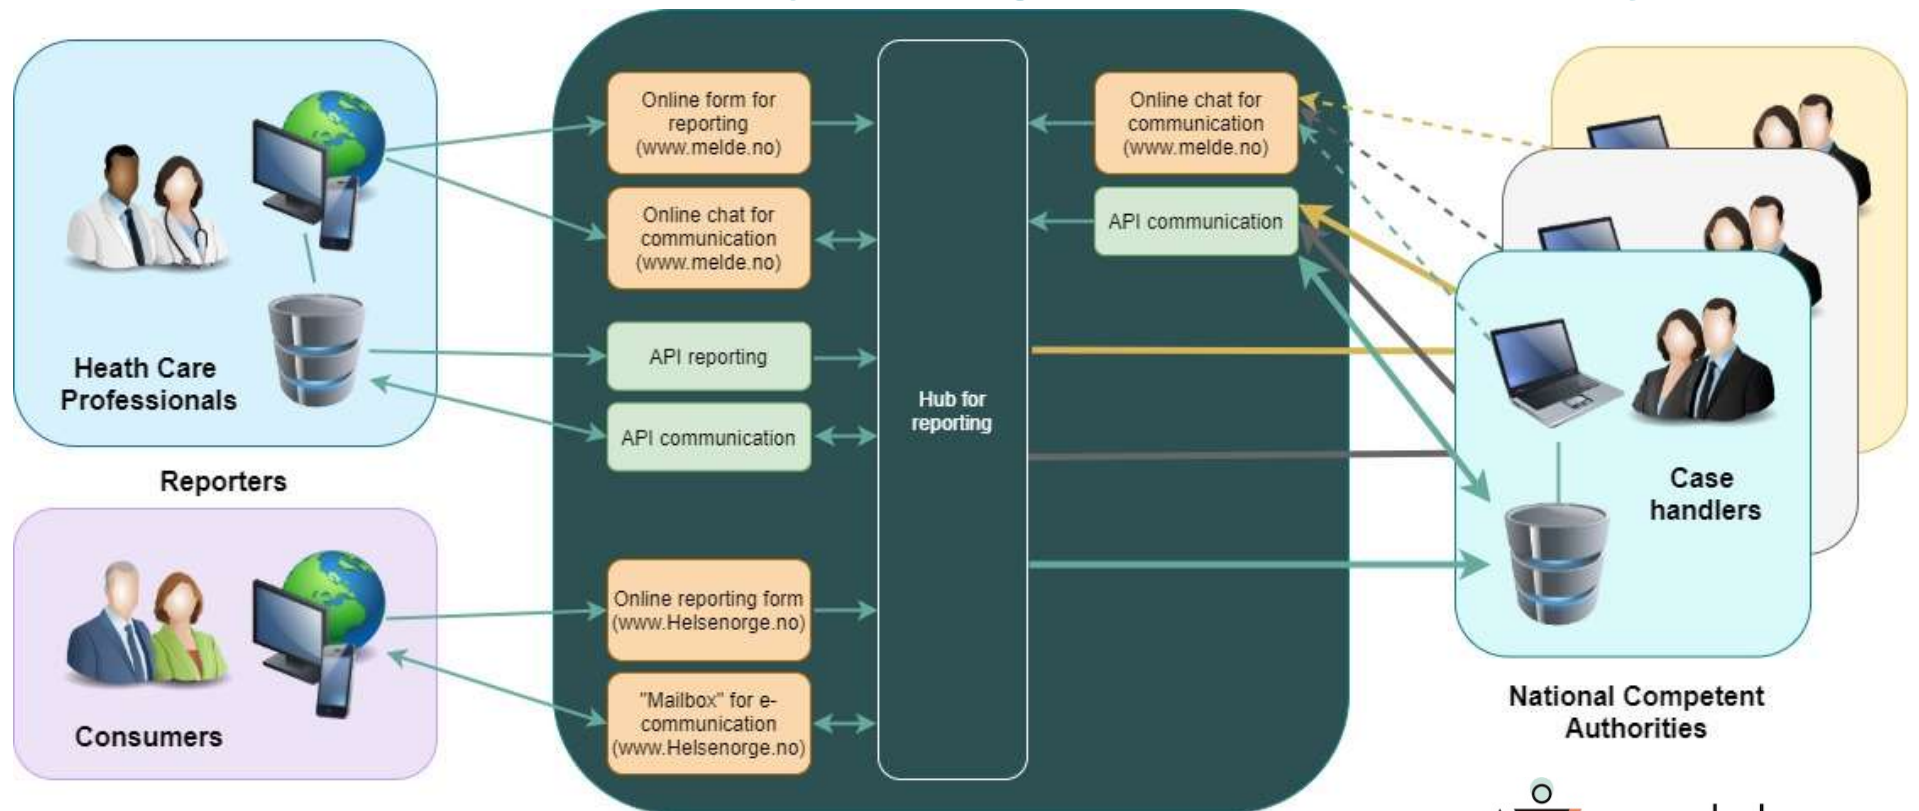 Heath Care
Professionals
Reporters
Consumers
Online form for
reporting
(www.melde.no)
Online chat for
communication
(www.melde.no)
API reporting
API communication
Online reporting form
(www.Helsenorge.no)
"Mailbox" for e-
communication
(www.Helsenorge.no)
Hub for
reporting
Online chat for
communication
(www.melde.no)
API communication
Case
handlers
National Competent
Authorities